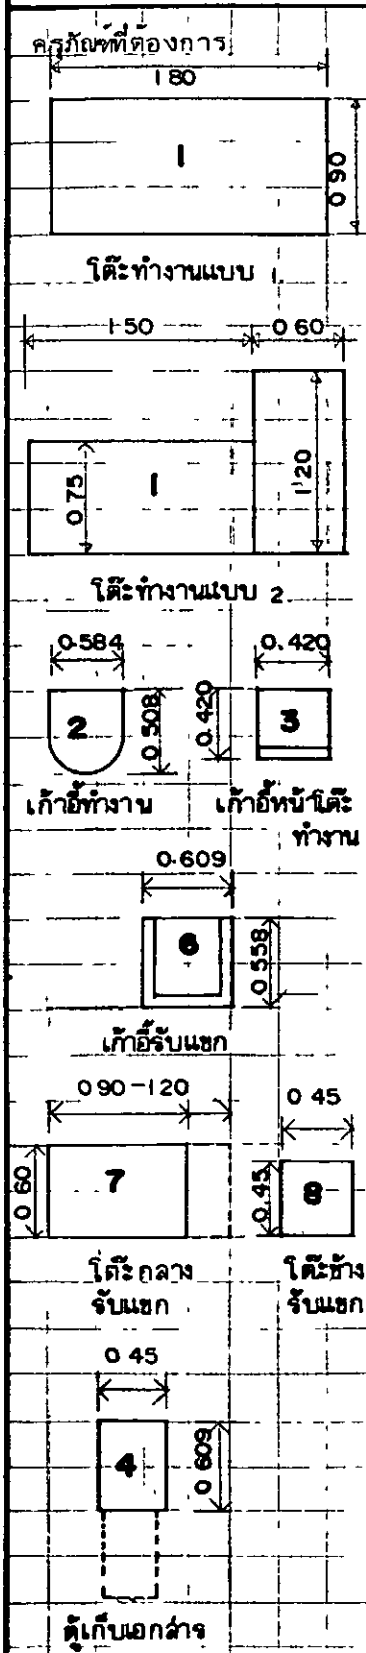 ครุภัณฑ์ที่ต้องการ
1 80
1
0 90
โต๊ะทำงานแบบ 1
1 50 0 60
0 75
1
1 20
โต๊ะทำงานแบบ 2
0.584 0.420
2
0 508
0.420
3
เก้าอี้ทำงาน
เก้าอี้หน้าโต๊ะ
ทำงาน
0.609
6
0 558
เก้าอี้รับแขก
0 90-1 20 0 45
0 60
7
0.45
8
โต๊ะกลาง
รับแขก
โต๊ะข้าง
รับแขก
0 45
4
0 609
ตู้เก็บเอกสาร